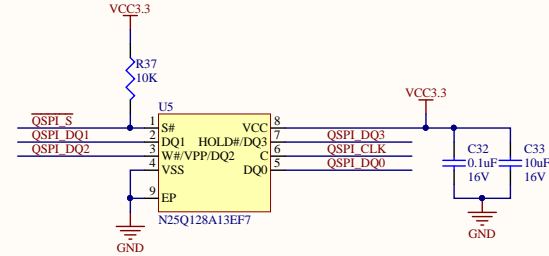 VCC3.3
R37
10K
U5
VCC3.3
QSPI_S 1 S# VCC 8
QSPI_DQ1 2 DQ1 HOLD#/DQ3 7 QSPI_DQ3
QSPI_DQ2 3 W#/VPP/DQ2 C 6 QSPI_CLK
4 VSS DQ0 5 QSPI_DQ0
9 EP
C32
0.1uF
16V
C33
10uF
16V
N25Q128A13EF7
GND
GND